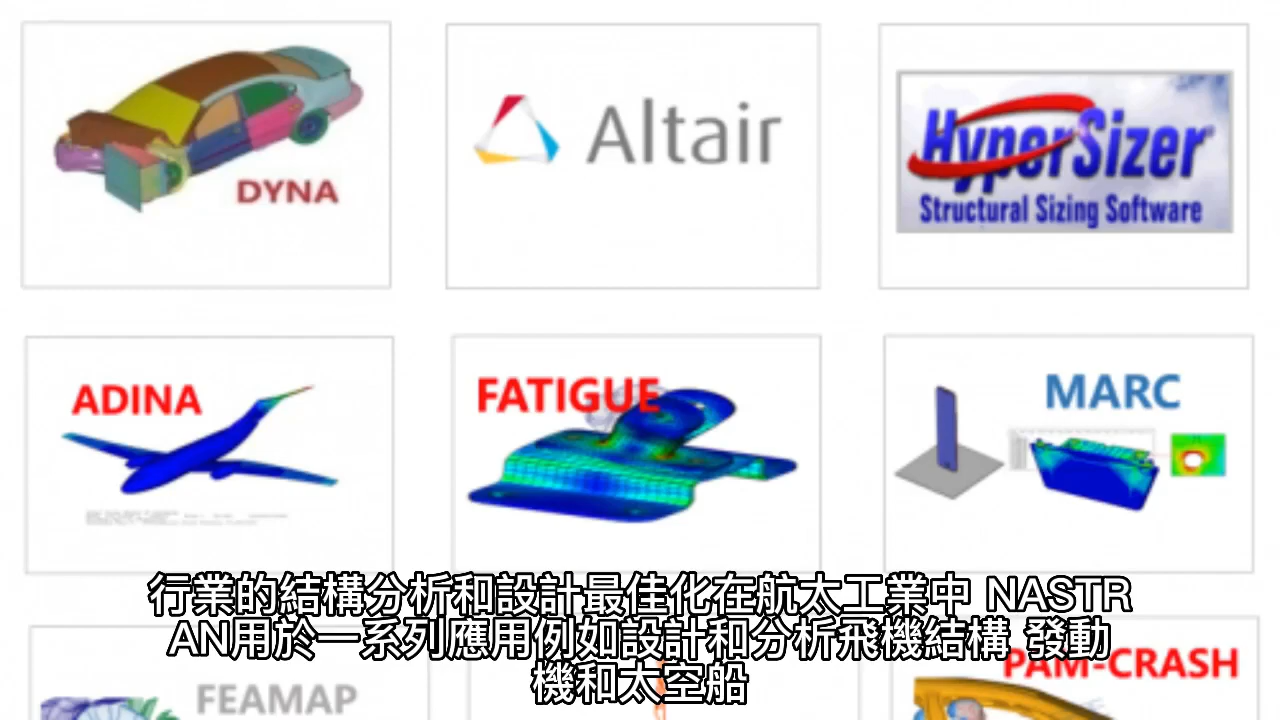 DYNA
Altair
HyperSizer
Structural Sizing Software
ADINA
FATIGUE
MARC
行業的結構分析和設計最佳化在航太工業中 NASTR
AN用於一系列應用例如設計和分析飛機結構 發動
機和太空船
FEAMAP
PAM-CRASH